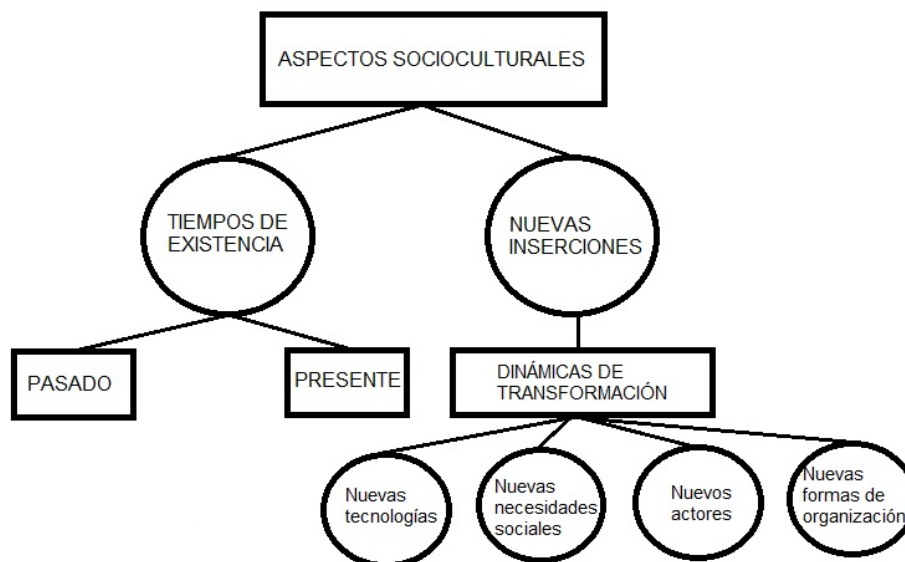 ASPECTOS SOCIOCULTURALES
TIEMPOS DE
EXISTENCIA
NUEVAS
INSERCIONES
PASADO
PRESENTE
DINÁMICAS DE
TRANSFORMACIÓN
Nuevas
tecnologías
Nuevas
necesidades
sociales
Nuevos
actores
Nuevas
formas de
organización